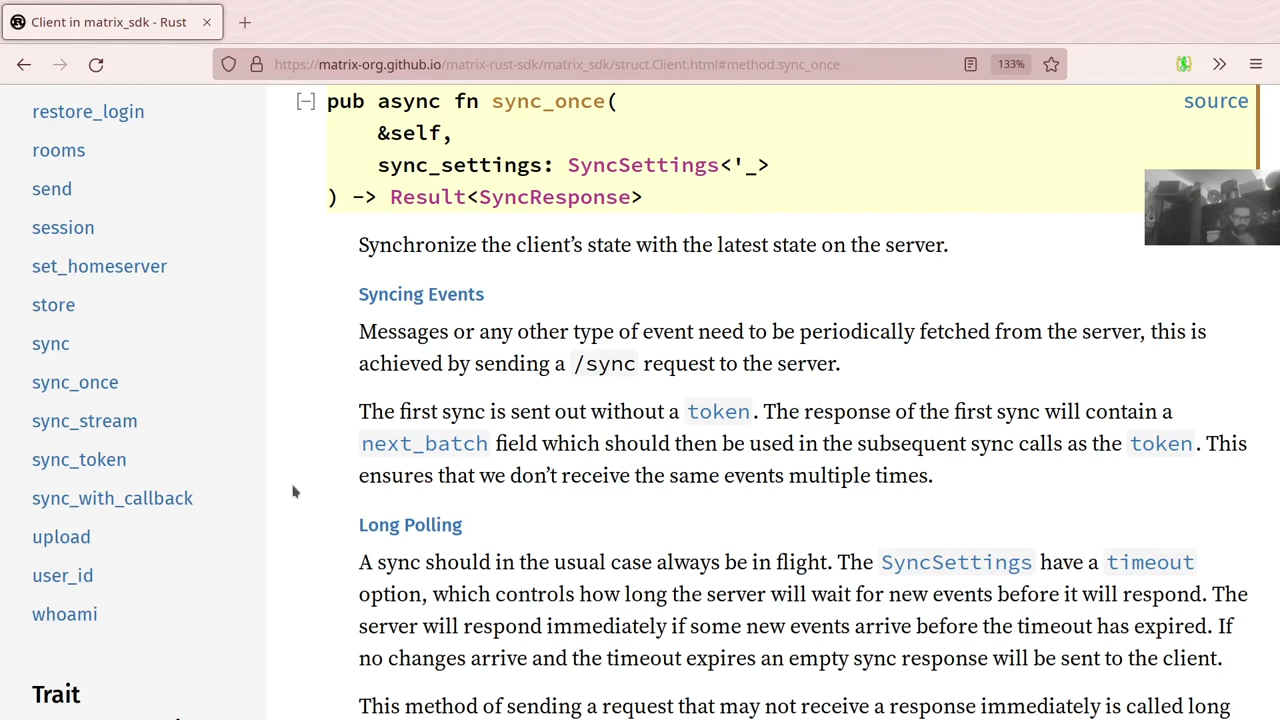 Client in matrix_sdk - Rust
https://matrix-org.github.io/matrix-rust-sdk/matrix_sdk/struct.Client.html#method.sync_once
133%
restore_login
rooms
send
session
set_homeserver
store
sync
sync_once
sync_stream
sync_token
sync_with_callback
upload
user_id
whoami
Trait
[-] pub async fn sync_once(
source
&self,
sync_settings: SyncSettings<'_>
) -> Result<SyncResponse>
Synchronize the client’s state with the latest state on the server.
Syncing Events
Messages or any other type of event need to be periodically fetched from the server, this is
achieved by sending a /sync request to the server.
The first sync is sent out without a token. The response of the first sync will contain a
next_batch field which should then be used in the subsequent sync calls as the token. This
ensures that we don’t receive the same events multiple times.
Long Polling
A sync should in the usual case always be in flight. The SyncSettings have a timeout
option, which controls how long the server will wait for new events before it will respond. The
server will respond immediately if some new events arrive before the timeout has expired. If
no changes arrive and the timeout expires an empty sync response will be sent to the client.
This method of sending a request that may not receive a response immediately is called long